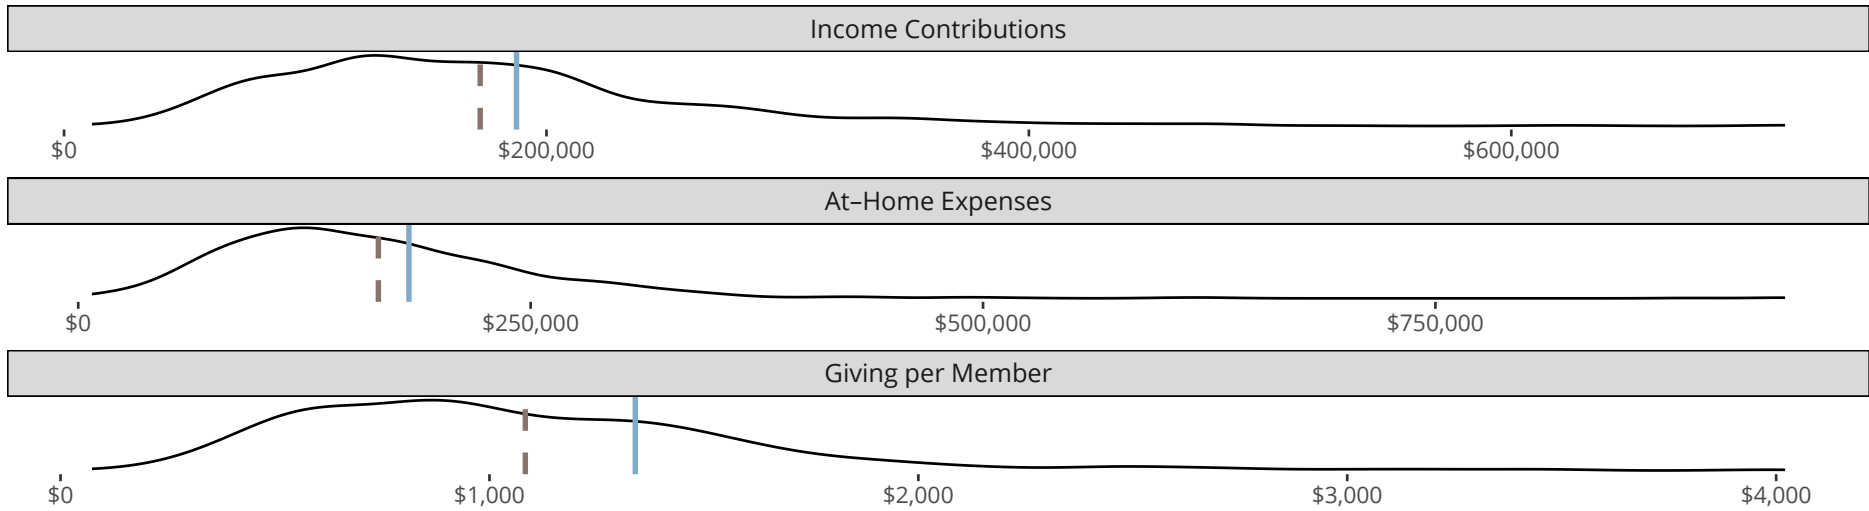 Income Contributions
$0 $200,000 $400,000 $600,000
At–Home Expenses
$0 $250,000 $500,000 $750,000
Giving per Member
$0 $1,000 $2,000 $3,000 $4,000